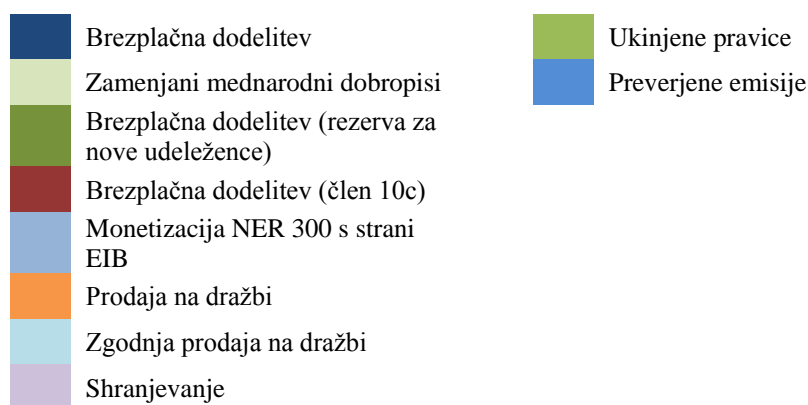 Brezplačna dodelitev
Zamenjani mednarodni dobropisi
Brezplačna dodelitev (rezerva za
nove udeležence)
Brezplačna dodelitev (člen 10c)
Monetizacija NER 300 s strani
EIB
Prodaja na dražbi
Zgodnja prodaja na dražbi
Shranjevanje
Ukinjene pravice
Preverjene emisije